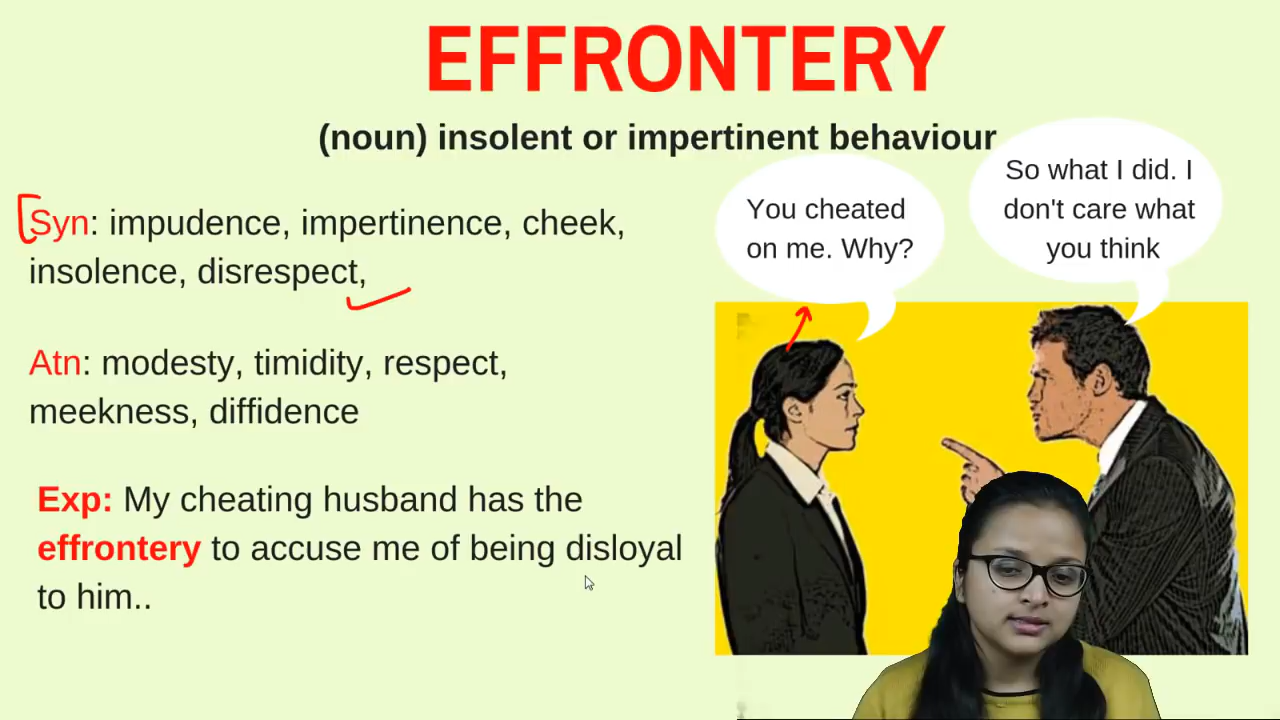 EFFRONTERY
(noun) insolent or impertinent behaviour
Syn: impudence, impertinence, cheek,
insolence, disrespect,
Atn: modesty, timidity, respect,
meekness, diffidence
Exp: My cheating husband has the
effrontery to accuse me of being disloyal
to him..
You cheated
on me. Why?
So what I did. I
don't care what
you think